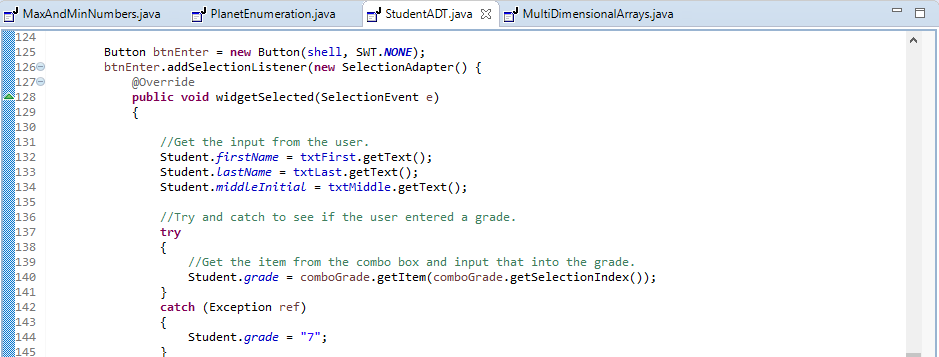 MaxAndMinNumbers.java PlanetEnumeration.java StudentADT.java MultiDimensionalArrays.java
124
125 Button btnEnter = new Button(shell, SWT.NONE);
126 btnEnter.addSelectionListener(new SelectionAdapter() {
127 @Override
128 public void widgetSelected(SelectionEvent e)
129 {
130
131 //Get the input from the user.
132 Student.firstName = txtFirst.getText();
133 Student.lastName = txtLast.getText();
134 Student.middleInitial = txtMiddle.getText();
135
136 //Try and catch to see if the user entered a grade.
137 try
138 {
139 //Get the item from the combo box and input that into the grade.
140 Student.grade = comboGrade.getItem(comboGrade.getSelectionIndex());
141 }
142 catch (Exception ref)
143 {
144 Student.grade = "7";
145 }